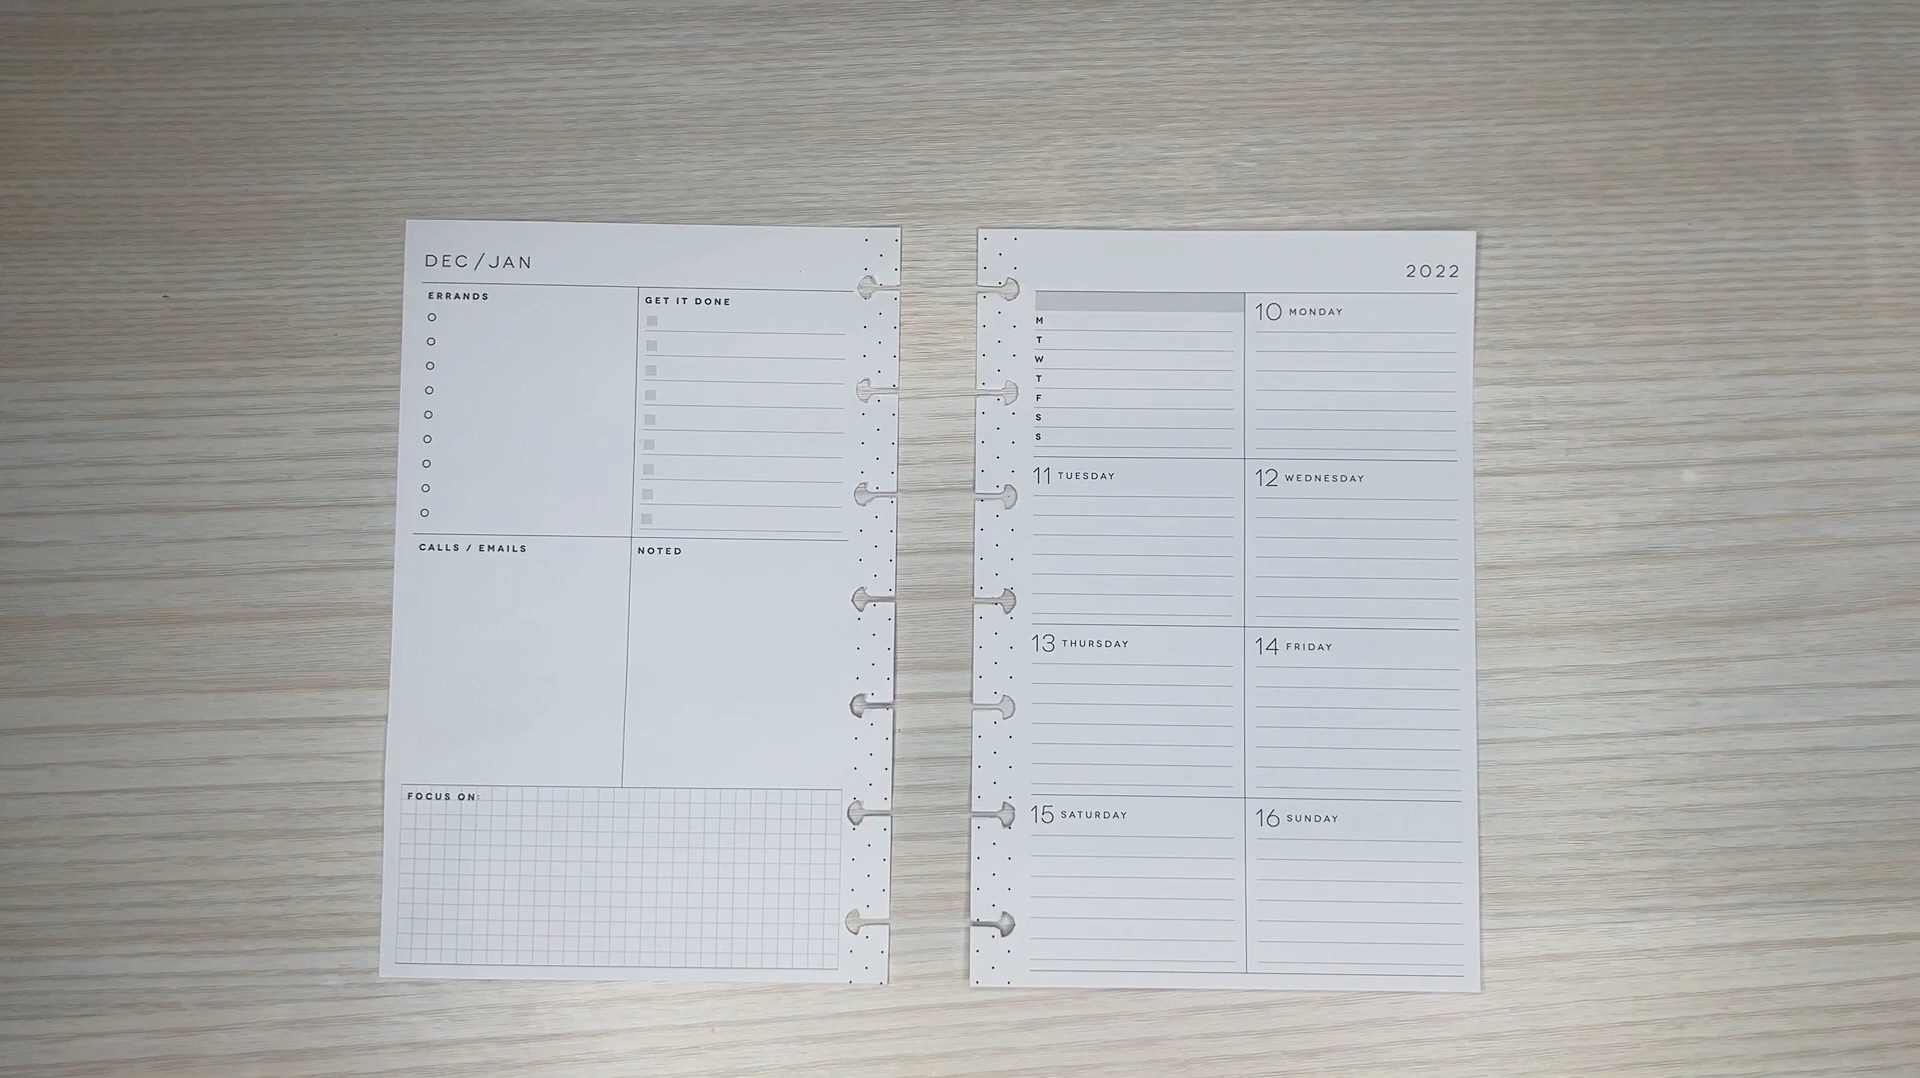 DEC/JAN
ERRANDS
GET IT DONE
CALLS / EMAILS
NOTED
FOCUS ON:
2022
M
T
W
T
F
S
S
10 MONDAY
11 TUESDAY
12 WEDNESDAY
13 THURSDAY
14 FRIDAY
15 SATURDAY
16 SUNDAY